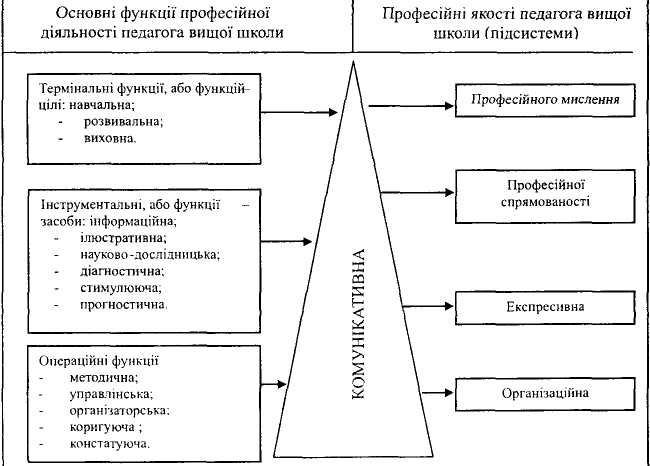 Основні функції професійної
діяльності педагога вищої школи
Професійні якості педагога вищої
школи (підсистеми)
Термінальні функції, або функцій–
цілі: навчальна;
- розвивальна;
- виховна.
Інструментальні, або функції –
засоби: інформаційна;
- ілюстративна;
- науково-дослідницька;
- діагностична;
- стимулююча;
- прогностична.
Операційні функції
- методична;
- управлінська;
- організаторська;
- коригуюча ;
- констатуюча.
КОМУНІКАТИВНА
Професійного мислення
Професійної
спрямованості
Експресивна
Організаційна